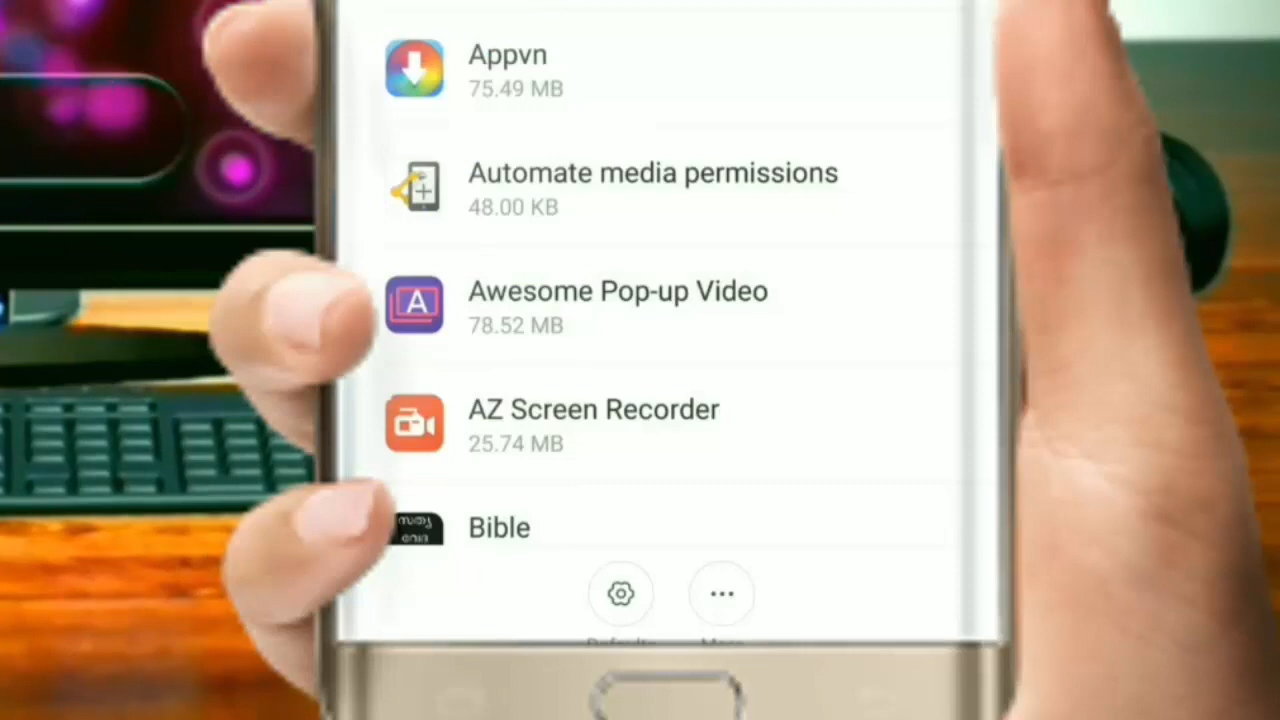 Appvn
75.49 MB
Automate media permissions
48.00 KB
Awesome Pop-up Video
78.52 MB
A
AZ Screen Recorder
25.74 MB
Bible
സത്യ